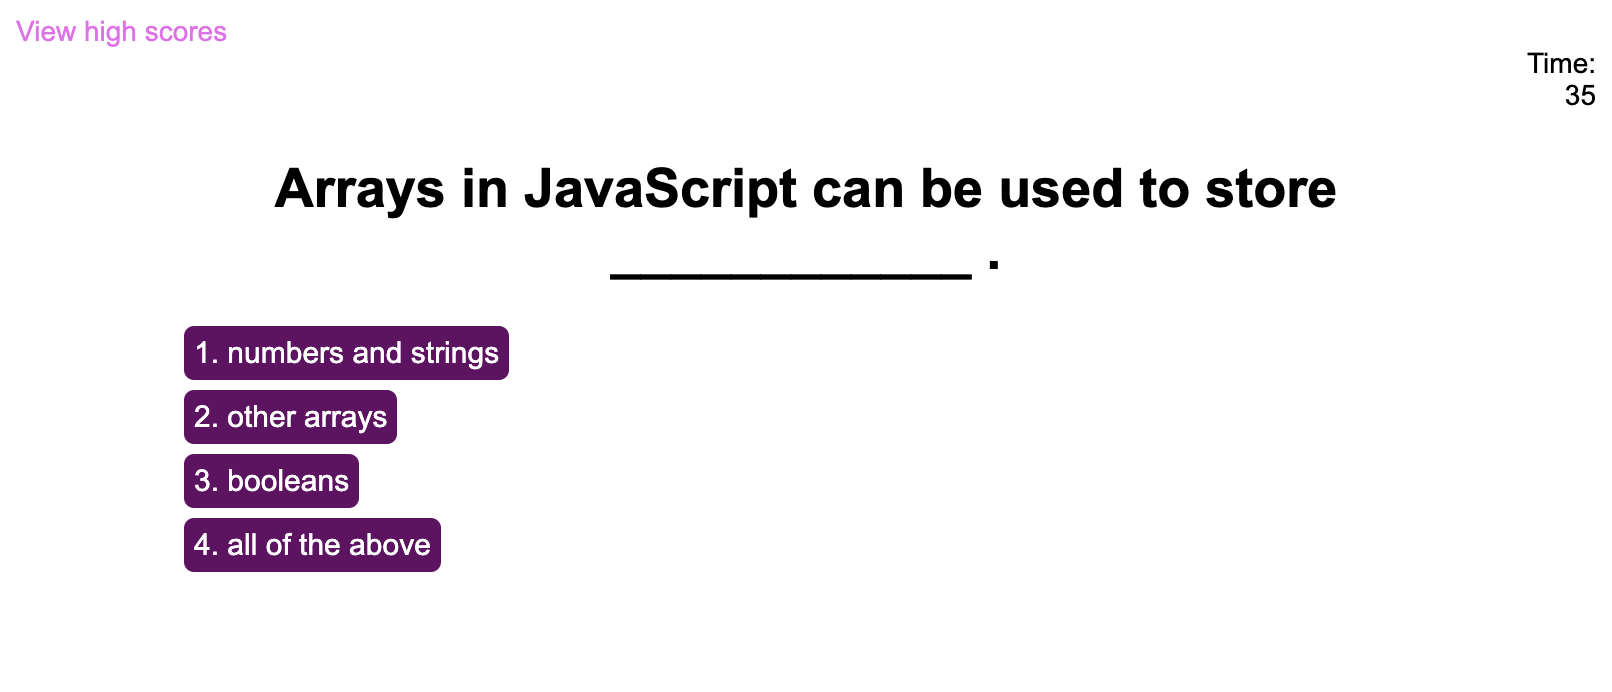 View high scores
Time:
35
Arrays in JavaScript can be used to store
____________ .
1. numbers and strings
2. other arrays
3. booleans
4. all of the above